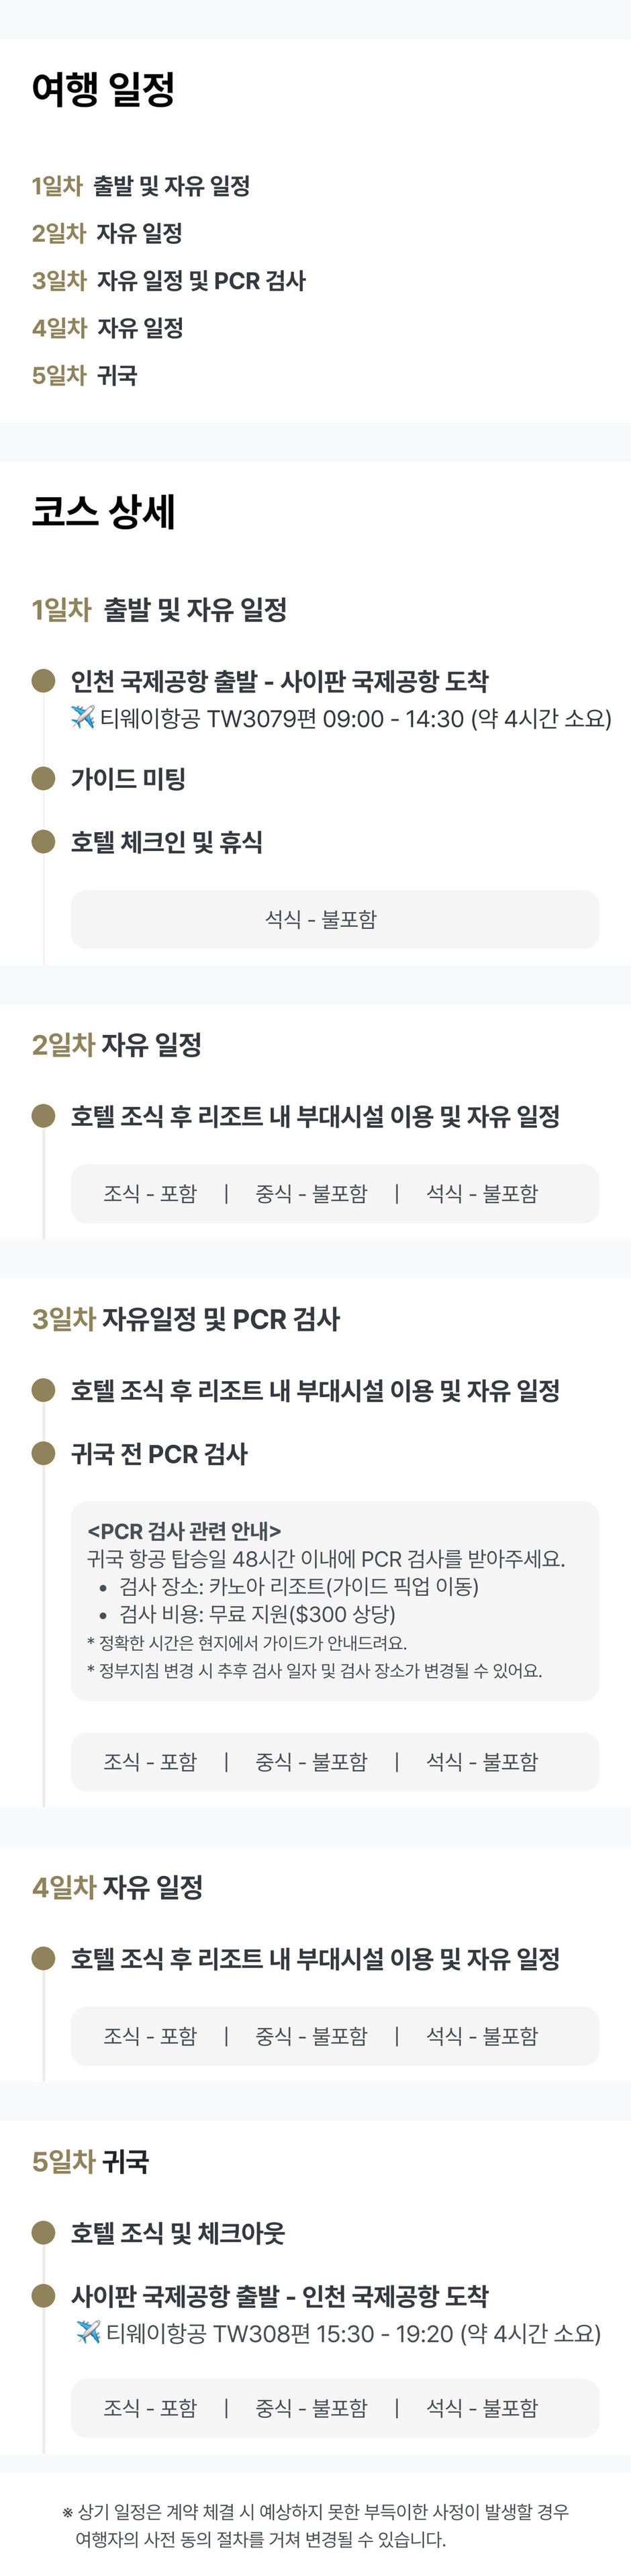 여행 일정
1일차 출발 및 자유 일정
2일차 자유 일정
3일차 자유 일정 및 PCR 검사
4일차 자유 일정
5일차 귀국
코스 상세
1일차 출발 및 자유 일정
인천 국제공항 출발 - 사이판 국제공항 도착
✈️ 티웨이항공 TW3079편 09:00 - 14:30 (약 4시간 소요)
가이드 미팅
호텔 체크인 및 휴식
석식 - 불포함
2일차 자유 일정
호텔 조식 후 리조트 내 부대시설 이용 및 자유 일정
조식 - 포함 | 중식 - 불포함 | 석식 - 불포함
3일차 자유일정 및 PCR 검사
호텔 조식 후 리조트 내 부대시설 이용 및 자유 일정
귀국 전 PCR 검사
<PCR 검사 관련 안내>
귀국 항공 탑승일 48시간 이내에 PCR 검사를 받아주세요.
• 검사 장소: 카노아 리조트(가이드 픽업 이동)
• 검사 비용: 무료 지원($300 상당)
* 정확한 시간은 현지에서 가이드가 안내드려요.
* 정부지침 변경 시 추후 검사 일자 및 검사 장소가 변경될 수 있어요.
조식 - 포함 | 중식 - 불포함 | 석식 - 불포함
4일차 자유 일정
호텔 조식 후 리조트 내 부대시설 이용 및 자유 일정
조식 - 포함 | 중식 - 불포함 | 석식 - 불포함
5일차 귀국
호텔 조식 및 체크아웃
사이판 국제공항 출발 - 인천 국제공항 도착
✈️ 티웨이항공 TW308편 15:30 - 19:20 (약 4시간 소요)
조식 - 포함 | 중식 - 불포함 | 석식 - 불포함
※ 상기 일정은 계약 체결 시 예상하지 못한 부득이한 사정이 발생할 경우
여행자의 사전 동의 절차를 거쳐 변경될 수 있습니다.